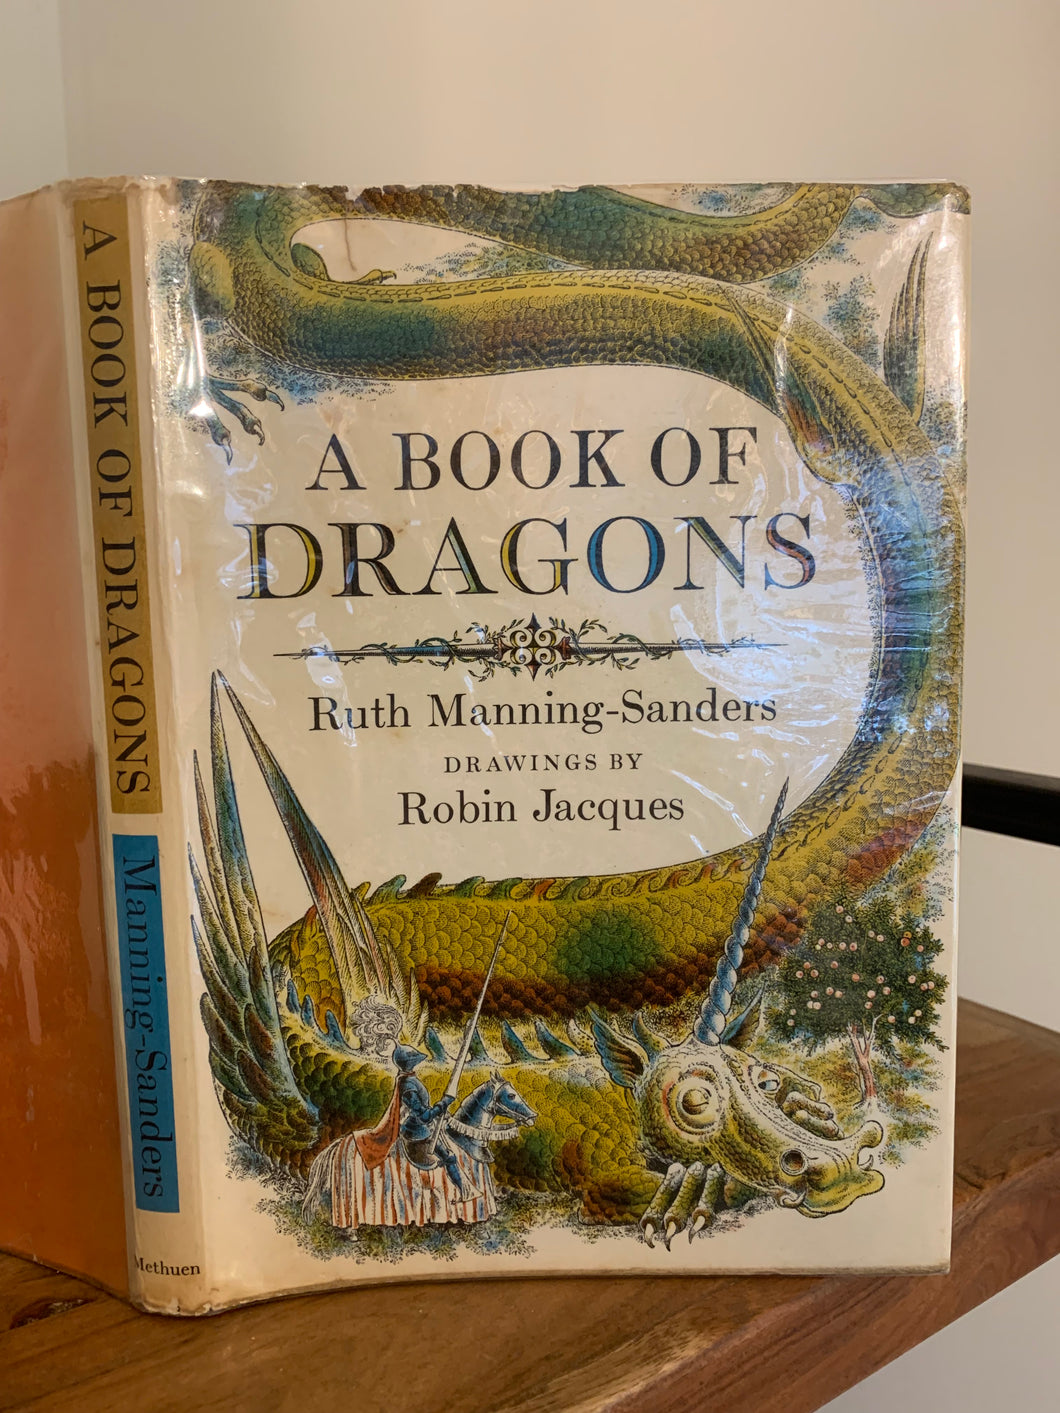 A BOOK OF DRAGONS
Manning-Sanders
Methuen
A BOOK OF
DRAGONS
Ruth Manning-Sanders
DRAWINGS BY
Robin Jacques